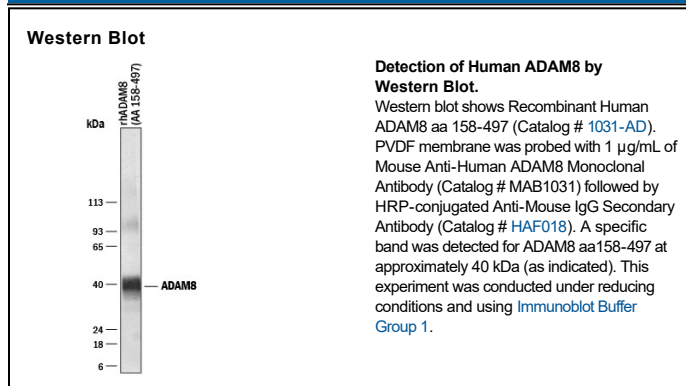 Western Blot
rhADAM8
(AA 158-497)
kDa
113
93
65
40
ADAM8
24
18
6
Detection of Human ADAM8 by
Western Blot.
Western blot shows Recombinant Human
ADAM8 aa 158-497 (Catalog # 1031-AD).
PVDF membrane was probed with 1 µg/mL of
Mouse Anti-Human ADAM8 Monoclonal
Antibody (Catalog # MAB1031) followed by
HRP-conjugated Anti-Mouse IgG Secondary
Antibody (Catalog # HAF018). A specific
band was detected for ADAM8 aa158-497 at
approximately 40 kDa (as indicated). This
experiment was conducted under reducing
conditions and using Immunoblot Buffer
Group 1.